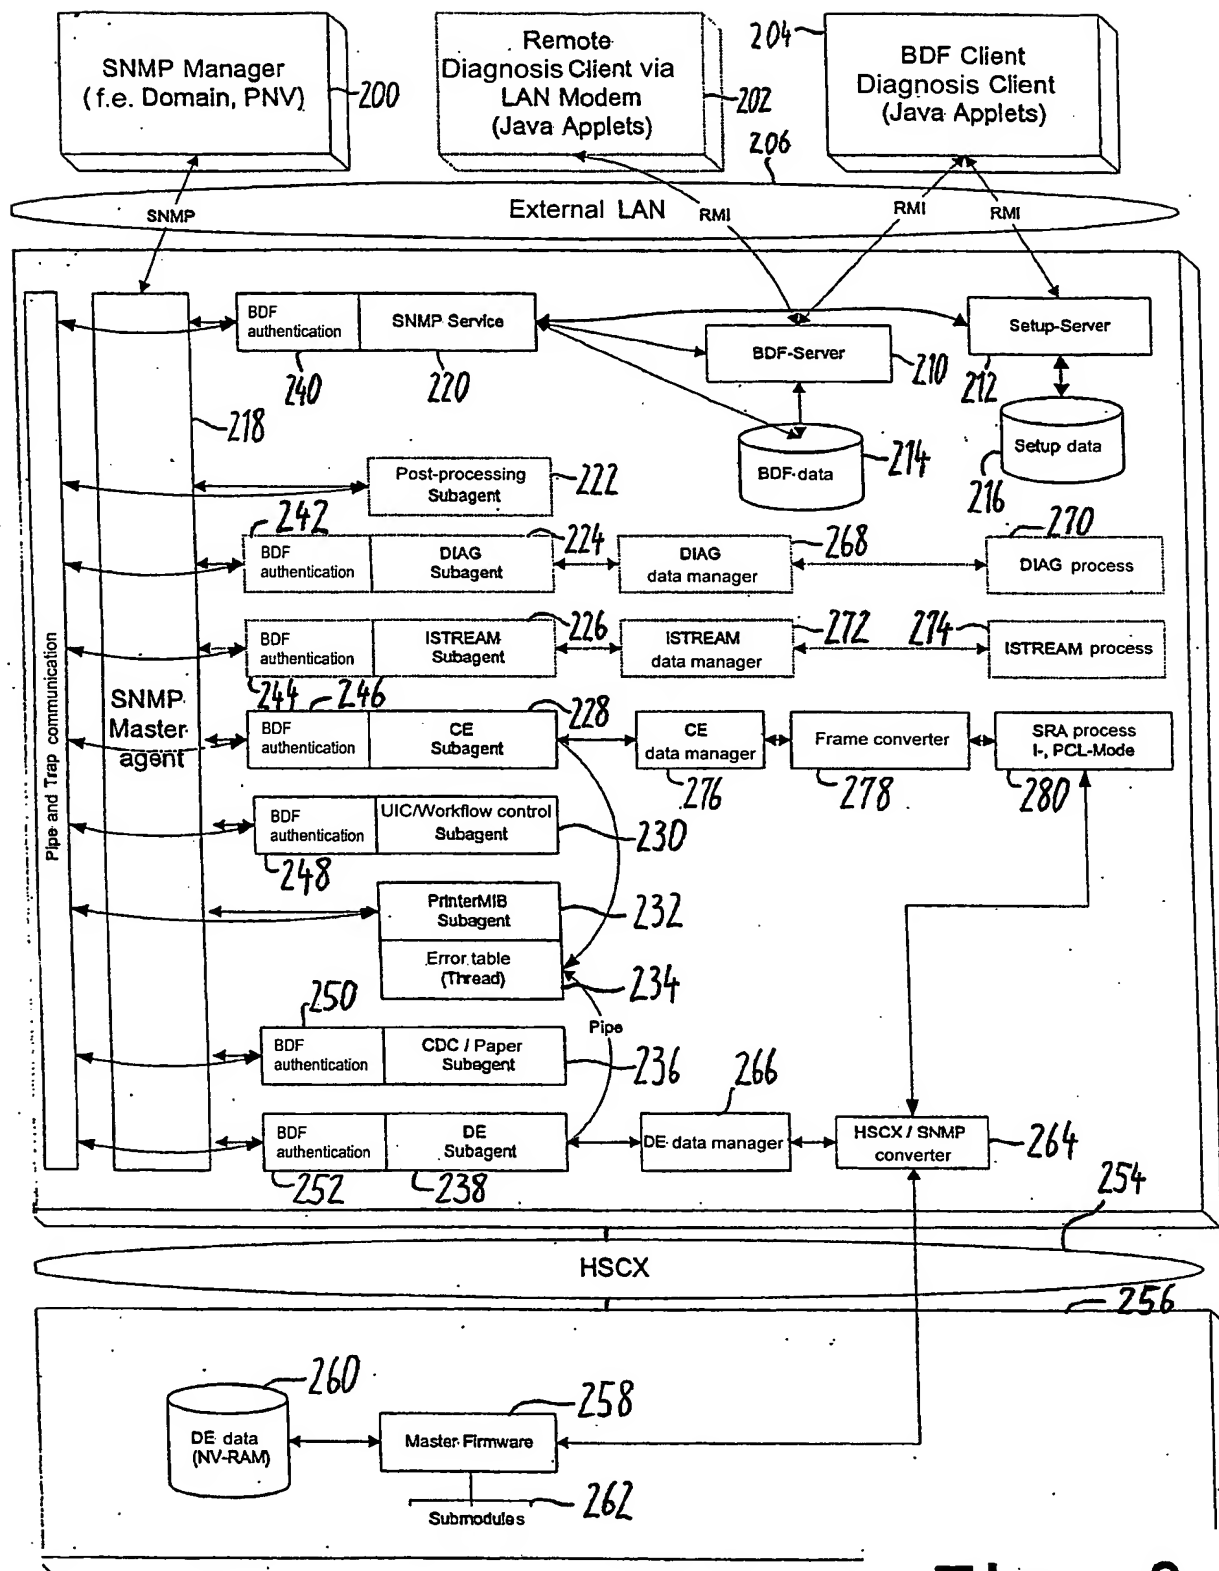 SNMP Manager
(f.e. Domain, PNV)
200
Remote
Diagnosis Client via
LAN Modem
(Java Applets)
202
204
BDF Client
Diagnosis Client
(Java Applets)
206
External LAN
SNMP
RMI
RMI
RMI
BDF
authentication
SNMP Service
240
220
BDF-Server
210
Setup-Server
212
218
BDF-data
214
Setup data
216
Post-processing
Subagent
222
242
BDF
authentication
DIAG
Subagent
224
DIAG
data manager
268
270
DIAG process
BDF
authentication
ISTREAM
Subagent
226
ISTREAM
data manager
272
274
ISTREAM process
244
246
Pipe and Trap communication
SNMP
Master-
agent
BDF
authentication
CE
Subagent
228
CE
data manager
276
Frame converter
278
SRA process
I-, PCL-Mode
280
BDF
authentication
UIC/Workflow control
Subagent
230
248
PrinterMIB
Subagent
232
Error table
(Thread)
234
250
Pipe
BDF
authentication
CDC / Paper
Subagent
236
266
BDF
authentication
DE
Subagent
DE data manager
HSCX / SNMP
converter
264
252
238
254
HSCX
256
260
DE data
(NV-RAM)
258
Master-Firmware
262
Submodules